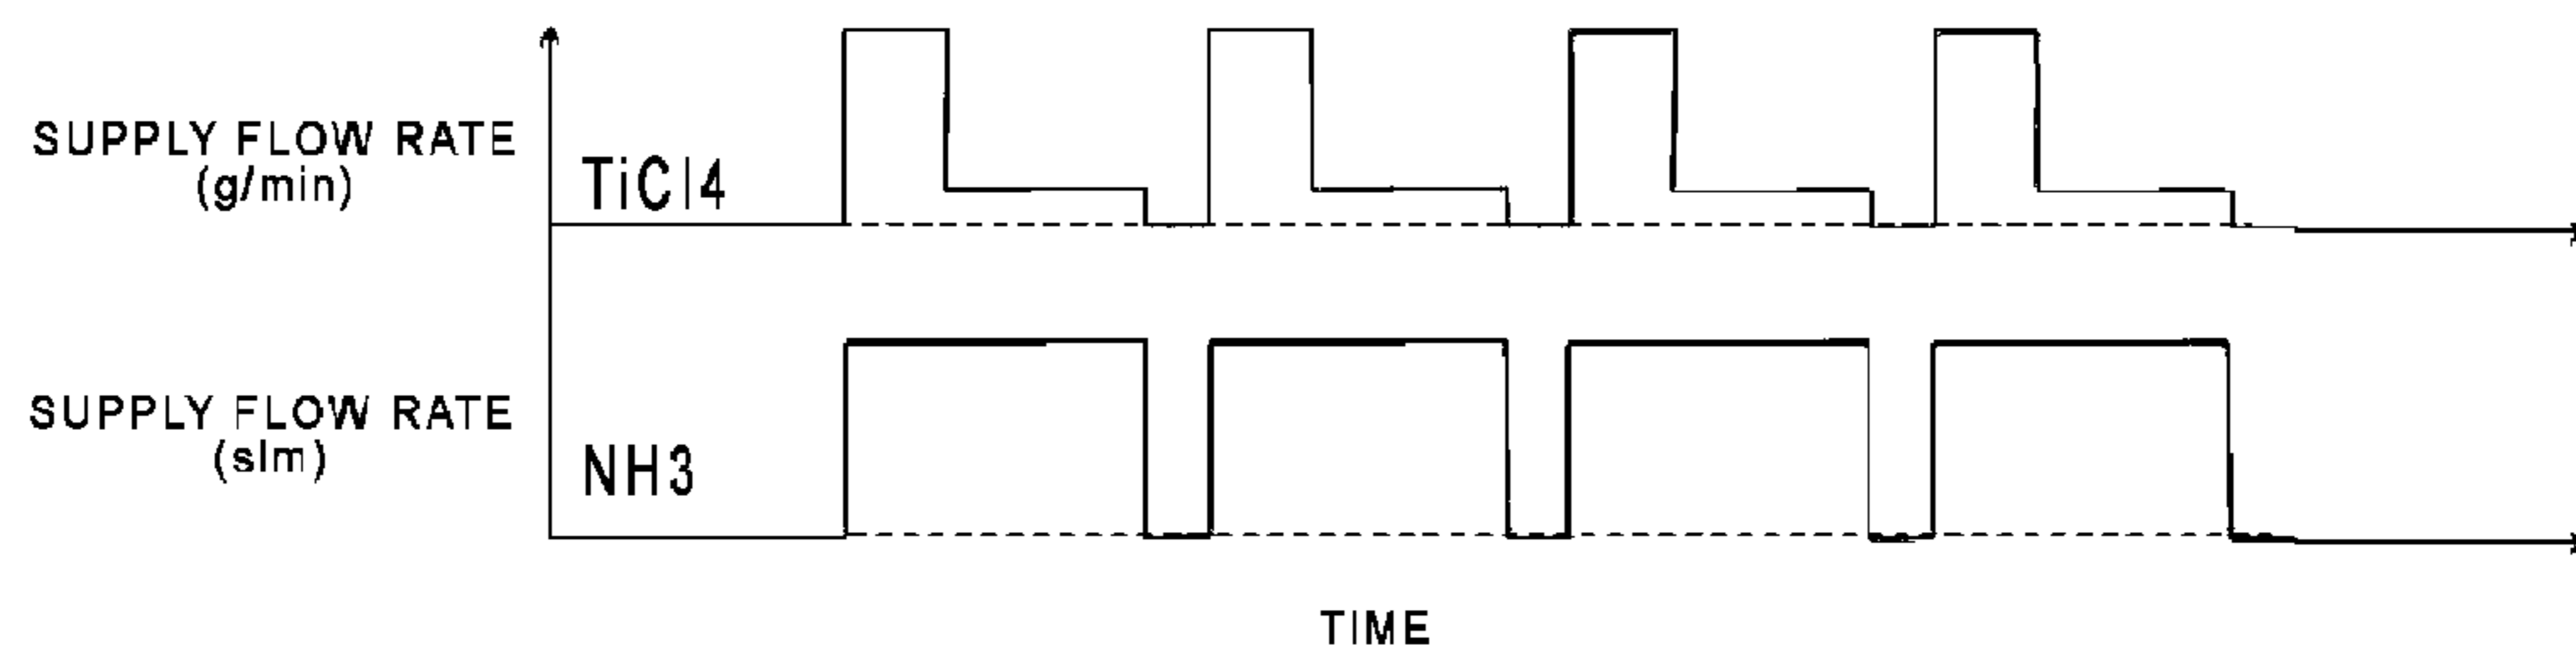 SUPPLY FLOW RATE
(g/min)
TiCl4
SUPPLY FLOW RATE
(slm)
NH3
TIME